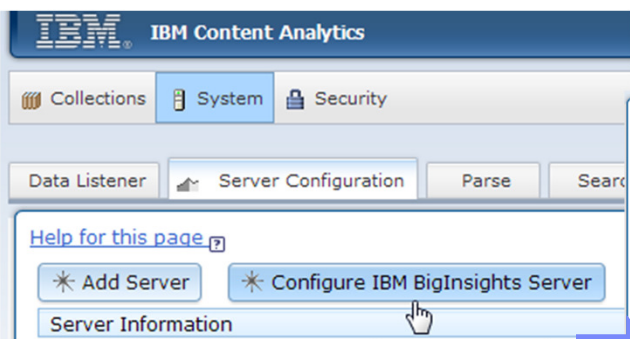 IBM® IBM Content Analytics
Collections System Security
Data Listener Server Configuration Parse Searc
Help for this page ?
Add Server Configure IBM BigInsights Server
Server Information